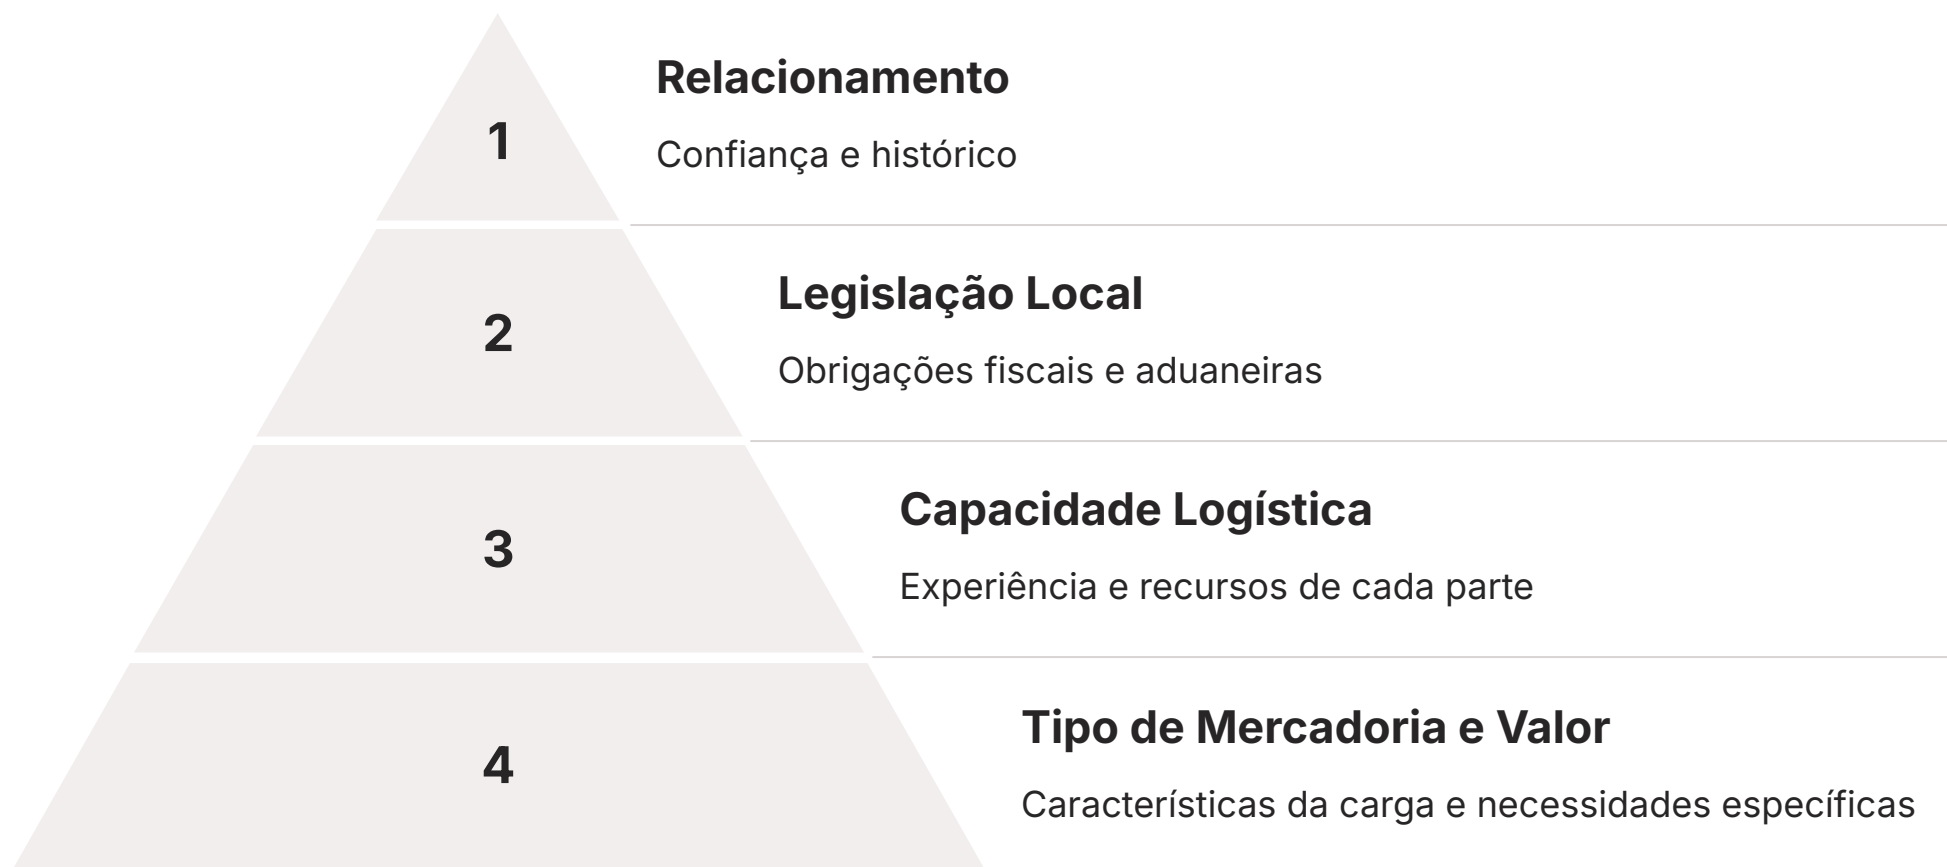 1
Relacionamento
Confiança e histórico
2
Legislação Local
Obrigações fiscais e aduaneiras
3
Capacidade Logística
Experiência e recursos de cada parte
4
Tipo de Mercadoria e Valor
Características da carga e necessidades específicas